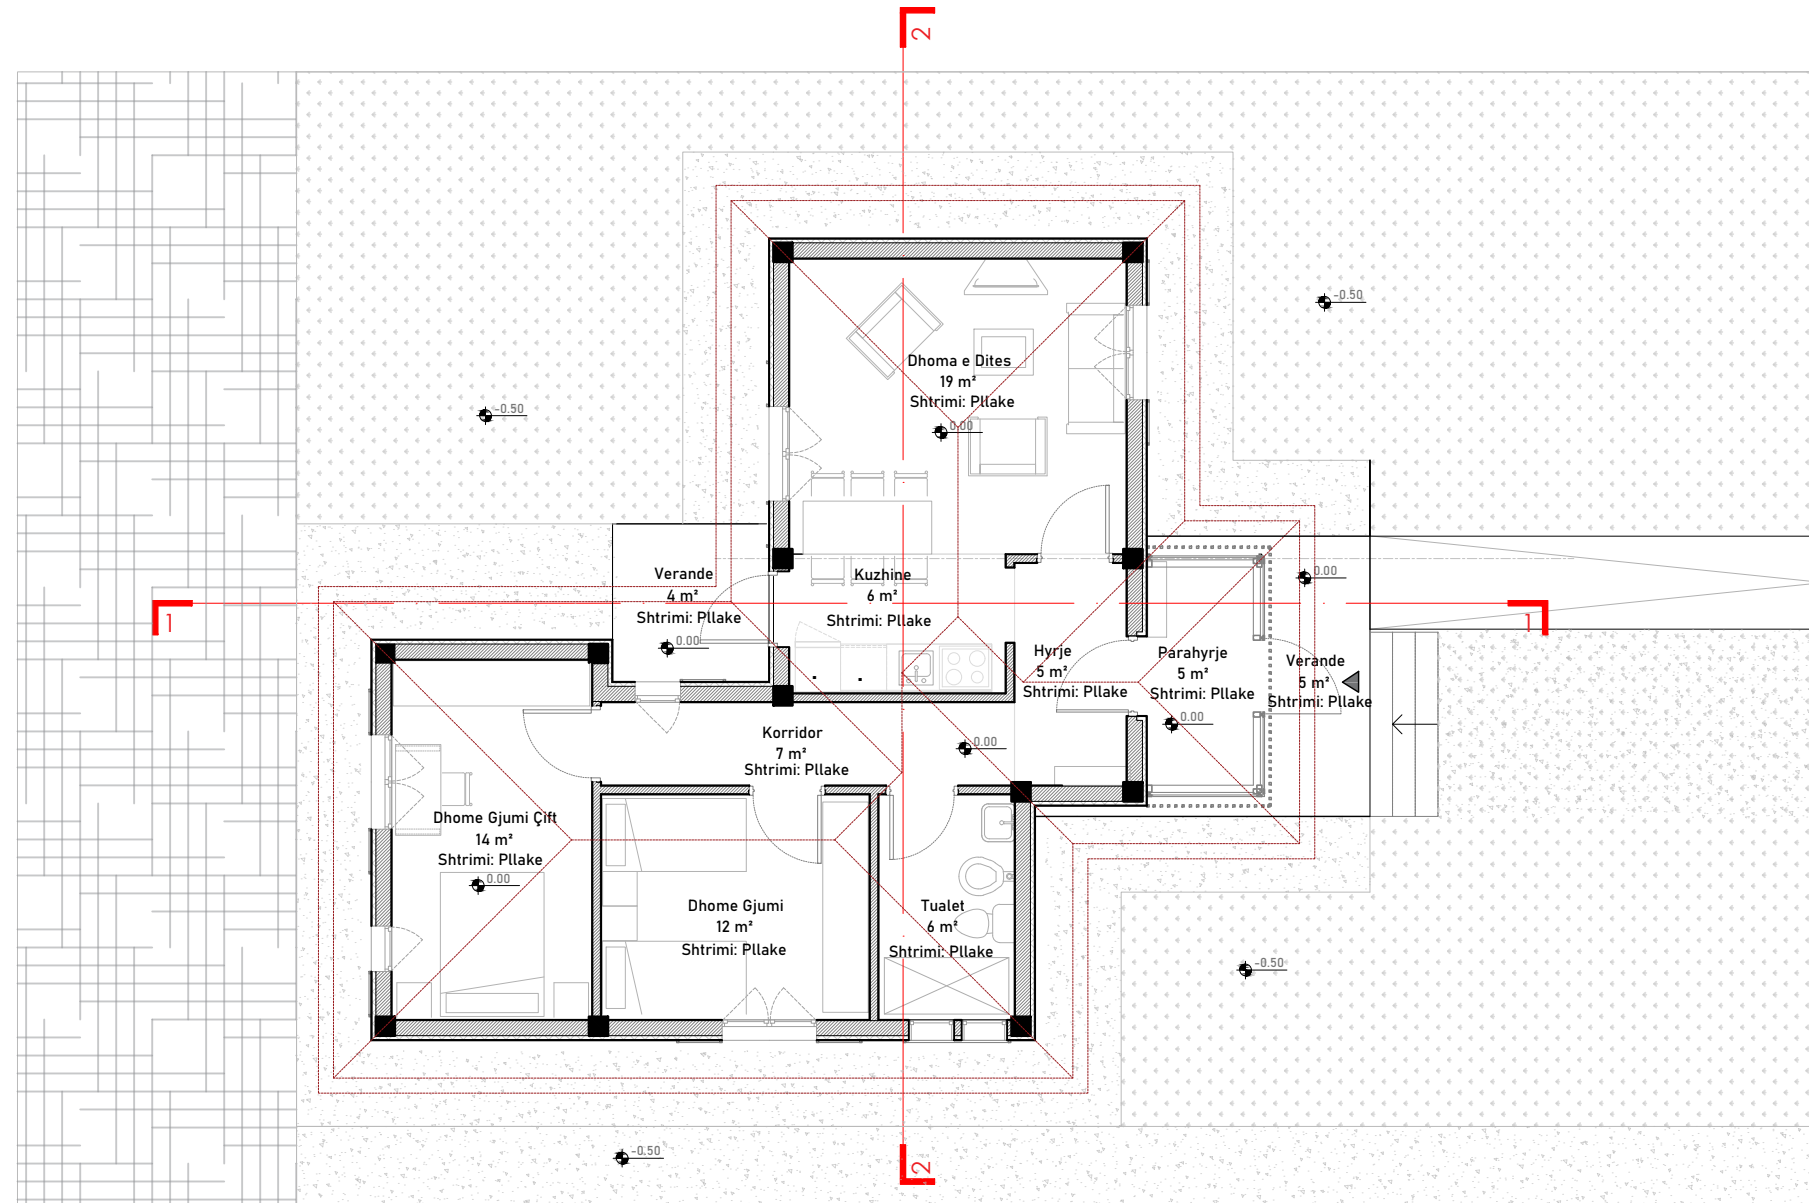 2
-0.50
Dhoma e Dites
19 m²
Shtrimi: Pllake
0.00
-0.50
Verande
4 m²
Shtrimi: Pllake
0.00
Kuzhine
6 m²
Shtrimi: Pllake
0.00
1
1
Hyrje
5 m²
Shtrimi: Pllake
Parahyrje
5 m²
Shtrimi: Pllake
0.00
Verande
5 m²
Shtrimi: Pllake
Korridor
7 m²
Shtrimi: Pllake
0.00
Dhome Gjumi Çift
14 m²
Shtrimi: Pllake
0.00
Dhome Gjumi
12 m²
Shtrimi: Pllake
Tualet
6 m²
Shtrimi: Pllake
-0.50
-0.50
2